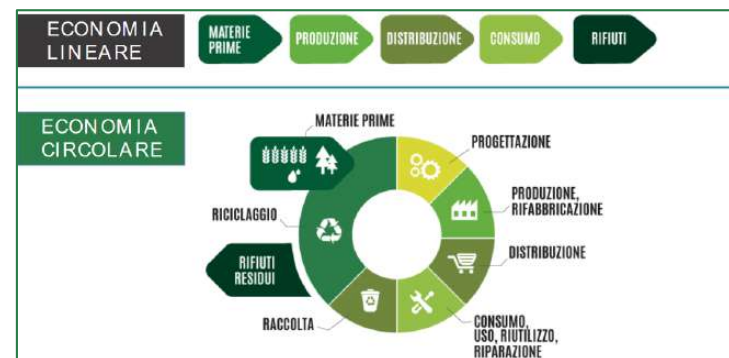 ECONOMIA
LINEARE
MATERIE
PRIME
PRODUZIONE
DISTRIBUZIONE
CONSUMO
RIFIUTI
ECONOMIA
CIRCOLARE
MATERIE PRIME
PROGETTAZIONE
PRODUZIONE,
RIFABBRICAZIONE
DISTRIBUZIONE
CONSUMO,
USO, RIUTILIZZO,
RIPARAZIONE
RACCOLTA
RIFIUTI
RESIDUI
RICICLAGGIO